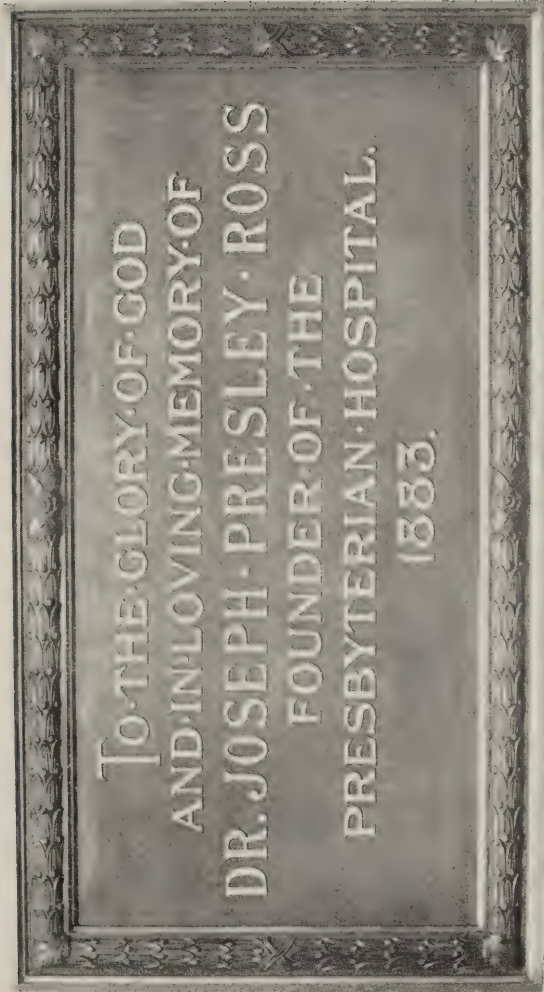 TO·THE·GLORY·OF·GOD
AND·IN·LOVING·MEMORY·OF
DR. JOSEPH·PRESLEY·ROSS
FOUNDER·OF·THE
PRESBYTERIAN·HOSPITAL.
1883.